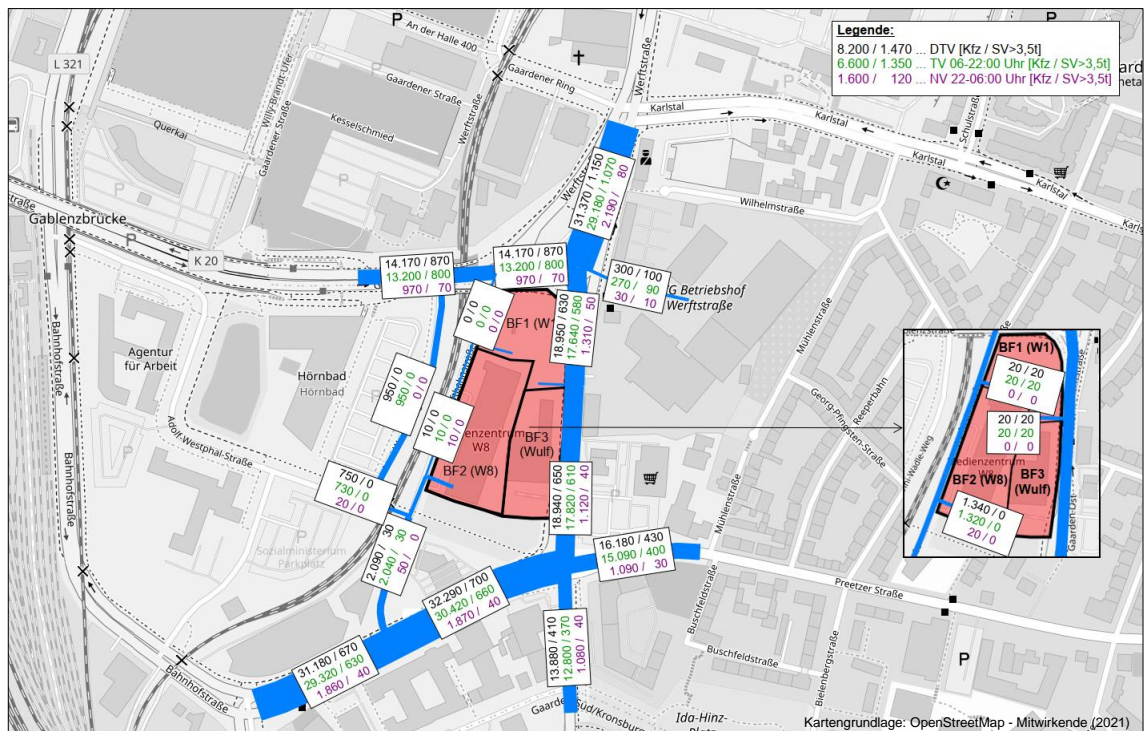 P
P
An der Halle 400
Gaardener Ring
Gaardener Straße
Kesselschmied
Willy-Brandt-Ufer
Gaardener Straße
Querkai
L 321
Werftstraße
Werftstraße
Werftstraße
Legende:
8.200 / 1.470 ... DTV [Kfz / SV>3,5t]
6.600 / 1.350 ... TV 06-22:00 Uhr [Kfz / SV>3,5t]
1.600 / 120 ... NV 22-06:00 Uhr [Kfz / SV>3,5t]
Karlstal
Karlstal
Karlstal
Karlstal
Schulstraße
Wilhelmstraße
P
P
Gablenzbrücke
P
K 20
31.370 / 1.150
29.180 / 1.070
2.190 / 80
14.170 / 870
13.200 / 800
970 / 70
14.170 / 870
13.200 / 800
970 / 70
300 / 100
270 / 90
30 / 10
G Betriebshof
Werftstraße
0 / 0
0 / 0
0 / 0
BF1 (W1
18.950 / 630
17.640 / 580
1.310 / 50
Agentur
für Arbeit
Hörnbad
Hörnbad
950 / 0
950 / 0
0 / 0
10 / 0
10 / 0
10 / 0
dienzentrum
W8
BF2 (W8)
BF3
(Wulf)
Mühlenstraße
Mühlenstraße
Georg-Pfingsten-Straße
Reeperbahn
Bahnhofstraße
Bahnhofstraße
Adolf-Westphal-Straße
750 / 0
730 / 0
20 / 0
18.940 / 650
17.820 / 610
1.120 / 40
P
Sozialministerium
Parkplatz
2.090 / 30
2.040 / 30
50 / 0
16.180 / 430
15.090 / 400
1.090 / 30
32.290 / 700
30.420 / 660
1.870 / 40
31.180 / 670
29.320 / 630
1.860 / 40
13.880 / 410
12.800 / 370
1.080 / 40
Bahnhofstraße
Preetzer Straße
Buschfeldstraße
Buschfeldstraße
Bielenbergstraße
P
Ida-Hinz-
BF1 (W1)
20 / 20
20 / 20
0 / 0
20 / 20
20 / 20
0 / 0
edienzentrum
W8
BF2 (W8)
BF3
(Wulf)
1.340 / 0
1.320 / 0
20 / 0
Gaarden-Ost
Kartengrundlage: OpenStreetMap - Mitwirkende (2021)